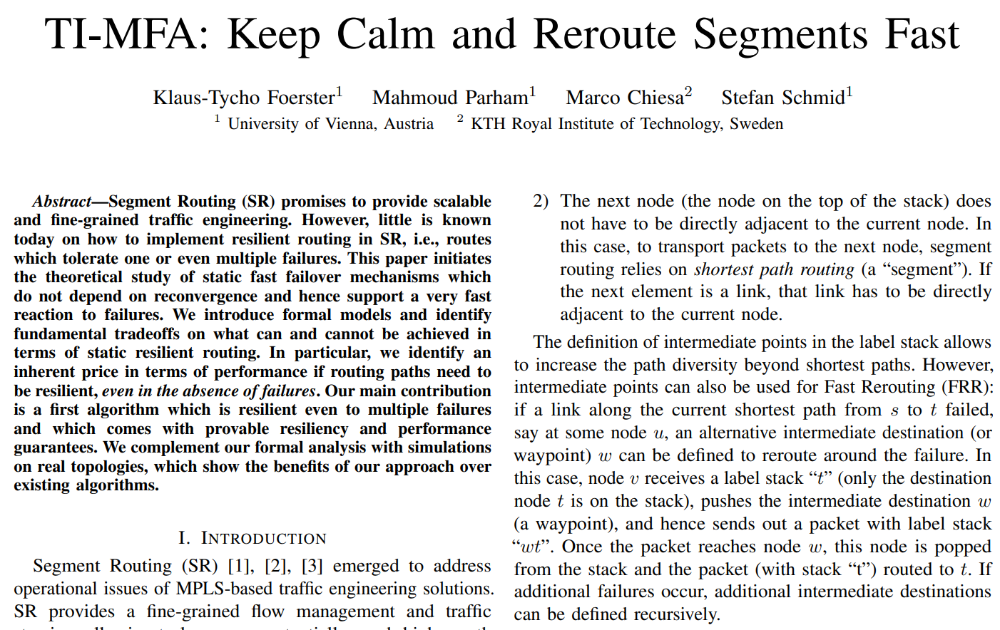 TI-MFA: Keep Calm and Reroute Segments Fast
Klaus-Tycho Foerster¹ Mahmoud Parham¹ Marco Chiesa² Stefan Schmid¹
¹ University of Vienna, Austria ² KTH Royal Institute of Technology, Sweden
Abstract—Segment Routing (SR) promises to provide scalable
and fine-grained traffic engineering. However, little is known
today on how to implement resilient routing in SR, i.e., routes
which tolerate one or even multiple failures. This paper initiates
the theoretical study of static fast failover mechanisms which
do not depend on reconvergence and hence support a very fast
reaction to failures. We introduce formal models and identify
fundamental tradeoffs on what can and cannot be achieved in
terms of static resilient routing. In particular, we identify an
inherent price in terms of performance if routing paths need to
be resilient, even in the absence of failures. Our main contribution
is a first algorithm which is resilient even to multiple failures
and which comes with provable resiliency and performance
guarantees. We complement our formal analysis with simulations
on real topologies, which show the benefits of our approach over
existing algorithms.
I. INTRODUCTION
Segment Routing (SR) [1], [2], [3] emerged to address
operational issues of MPLS-based traffic engineering solutions.
SR provides a fine-grained flow management and traffic
2) The next node (the node on the top of the stack) does
not have to be directly adjacent to the current node. In
this case, to transport packets to the next node, segment
routing relies on shortest path routing (a “segment”). If
the next element is a link, that link has to be directly
adjacent to the current node.
The definition of intermediate points in the label stack allows
to increase the path diversity beyond shortest paths. However,
intermediate points can also be used for Fast Rerouting (FRR):
if a link along the current shortest path from s to t failed,
say at some node u, an alternative intermediate destination (or
waypoint) w can be defined to reroute around the failure. In
this case, node v receives a label stack “t” (only the destination
node t is on the stack), pushes the intermediate destination w
(a waypoint), and hence sends out a packet with label stack
“wt”. Once the packet reaches node w, this node is popped
from the stack and the packet (with stack “t”) routed to t. If
additional failures occur, additional intermediate destinations
can be defined recursively.